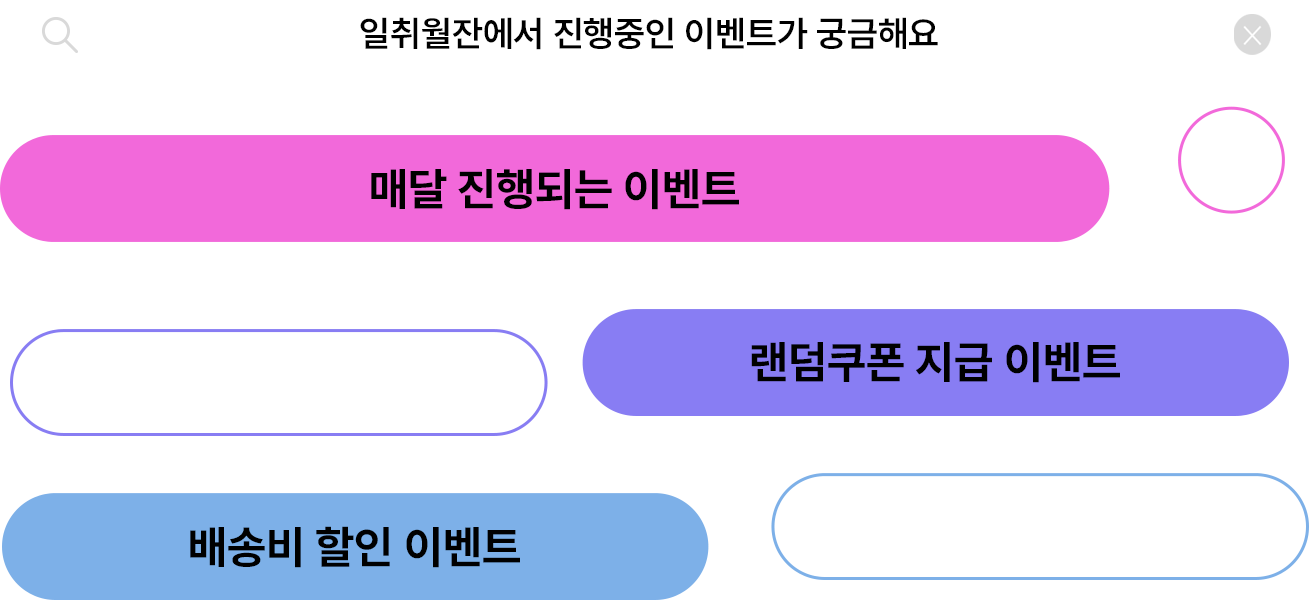 일취월잔에서 진행중인 이벤트가 궁금해요
매달 진행되는 이벤트
랜덤쿠폰 지급 이벤트
배송비 할인 이벤트